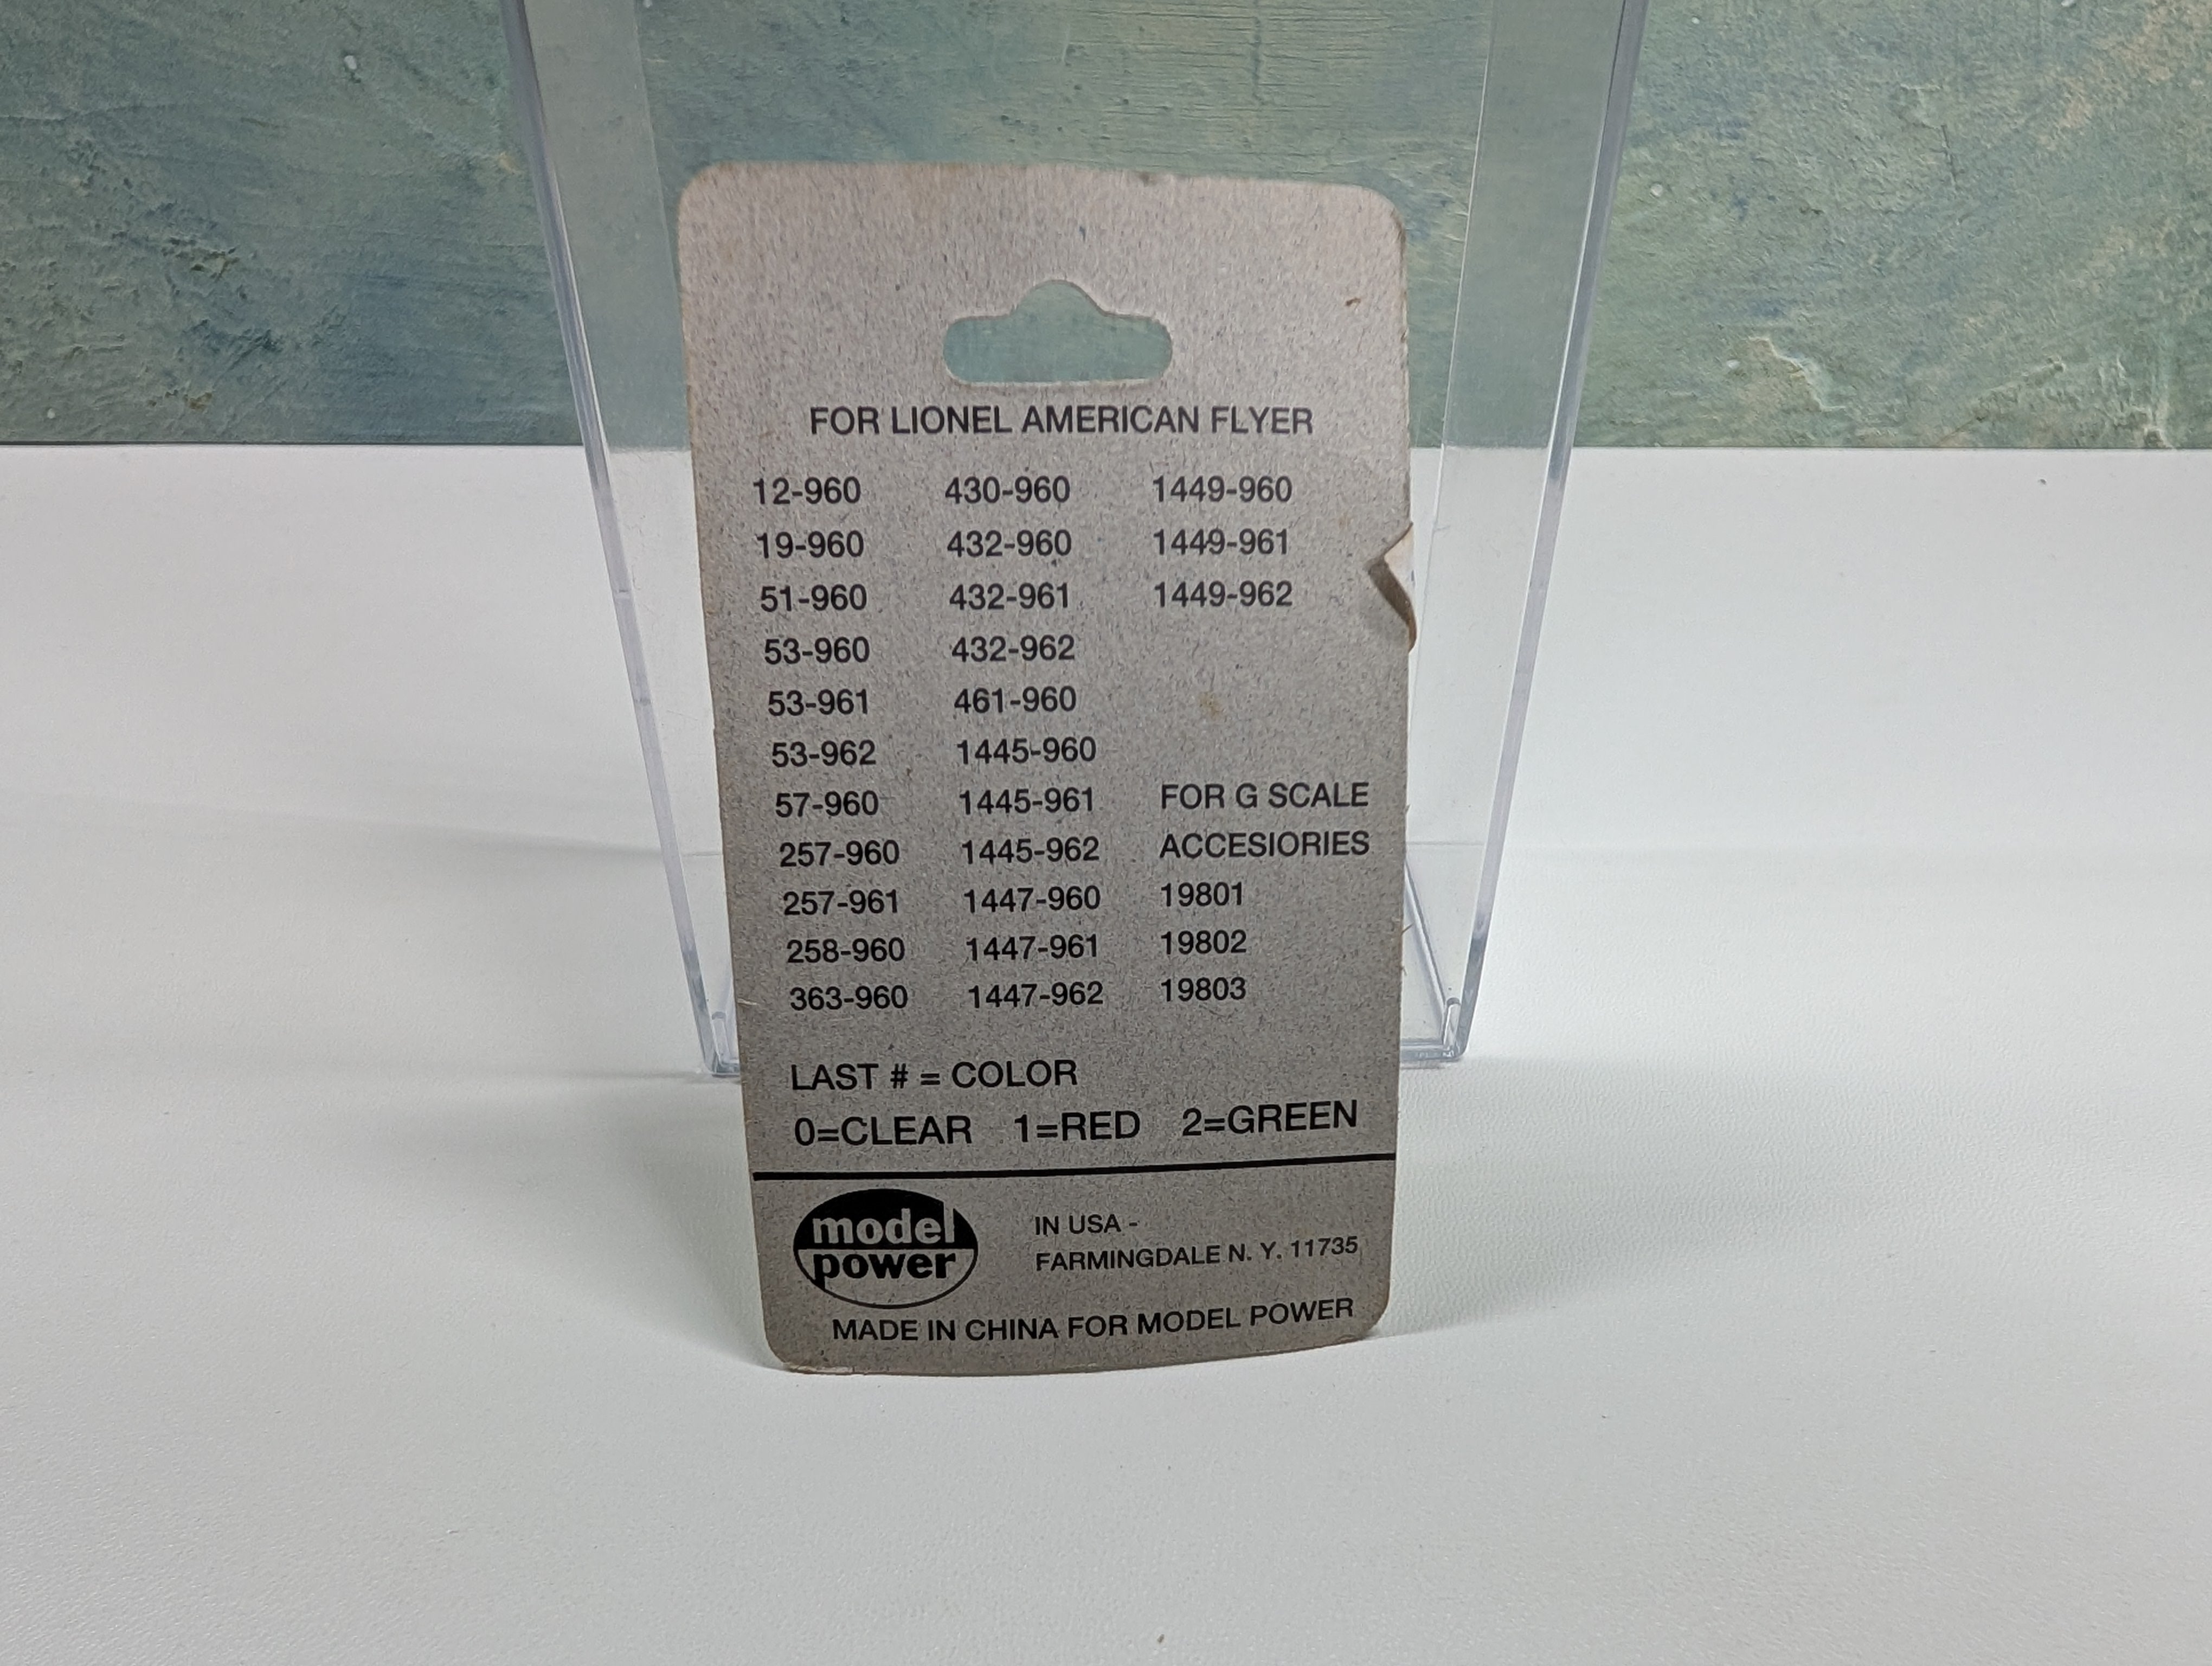 FOR LIONEL AMERICAN FLYER
12-960 430-960 1449-960
19-960 432-960 1449-961
51-960 432-961 1449-962
53-960 432-962
53-961 461-960
53-962 1445-960
57-960 1445-961 FOR G SCALE
257-960 1445-962 ACCESIORIES
257-961 1447-960 19801
258-960 1447-961 19802
363-960 1447-962 19803
LAST # = COLOR
0=CLEAR 1=RED 2=GREEN
model
power
IN USA -
FARMINGDALE N. Y. 11735
MADE IN CHINA FOR MODEL POWER